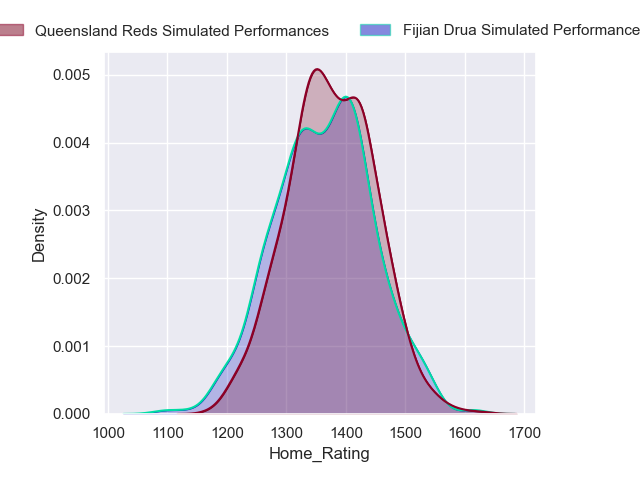 Queensland Reds Simulated Performances
Fijian Drua Simulated Performance
0.005
0.004
0.003
0.002
0.001
0.000
Density
1000 1100 1200 1300 1400 1500 1600 1700
Home_Rating